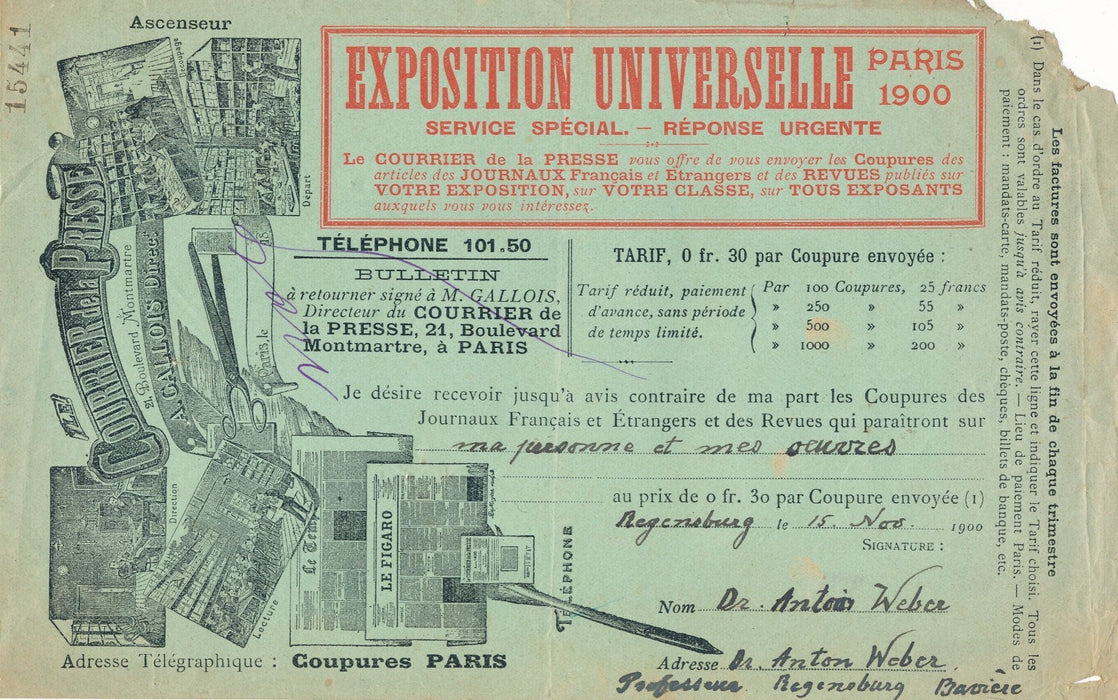 15441
Ascenseur
Départ
LE COURRIER de la PRESSE
21, Boulevard Montmartre
A. GALLOIS Direct.
Paris, le
Direction
Lecture
Le Temps
LE FIGARO
TÉLÉPHONE
Adresse Télégraphique : Coupures PARIS
EXPOSITION UNIVERSELLE PARIS
1900
SERVICE SPÉCIAL. — RÉPONSE URGENTE
Le COURRIER de la PRESSE vous offre de vous envoyer les Coupures des
articles des JOURNAUX Français et Etrangers et des REVUES publiés sur
VOTRE EXPOSITION, sur VOTRE CLASSE, sur TOUS EXPOSANTS
auxquels vous vous intéressez.
TÉLÉPHONE 101.50
BULLETIN
à retourner signé à M. GALLOIS,
Directeur du COURRIER de
la PRESSE, 21, Boulevard
Montmartre, à PARIS
TARIF, 0 fr. 30 par Coupure envoyée :
Tarif réduit, paiement
d'avance, sans période
de temps limité.
Par 100 Coupures, 25 francs
» 250 » 55 »
» 500 » 105 »
» 1000 » 200 »
Je désire recevoir jusqu'à avis contraire de ma part les Coupures des
Journaux Français et Étrangers et des Revues qui paraîtront sur
ma personne et mes oeuvres
au prix de 0 fr. 30 par Coupure envoyée (1)
Regensburg le 15. Nov. 1900
SIGNATURE :
Nom Dr. Anton Weber
Adresse Dr. Anton Weber.
Professeur Regensburg Bavière
Les factures sont envoyées à la fin de chaque trimestre
(1) Dans le cas d'ordre au Tarif réduit, rayer cette ligne et indiquer le Tarif choisi. Tous les
ordres sont valables jusqu'à avis contraire. — Lieu de paiement Paris. — Modes de
paiement : mandats-carte, mandats-poste, chèques, billets de banque, etc.